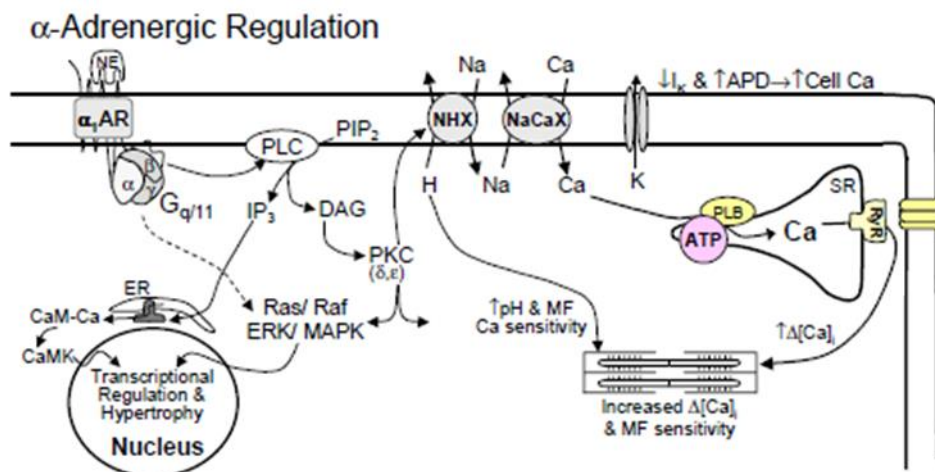 α-Adrenergic Regulation
NE
Na
Ca
↓I_K & ↑APD→↑Cell Ca
α₁AR
NHX
NaCaX
PLC
PIP₂
β
α
γ
G_q/11
H
Na
Ca
K
IP₃
DAG
PKC
(δ,ε)
PLB
ATP
Ca
SR
RyR
ER
CaM-Ca
CaMK
Ras/ Raf
ERK/ MAPK
↑pH & MF
Ca sensitivity
↑Δ[Ca]ᵢ
Transcriptional
Regulation &
Hypertrophy
Nucleus
Increased Δ[Ca]ᵢ
& MF sensitivity